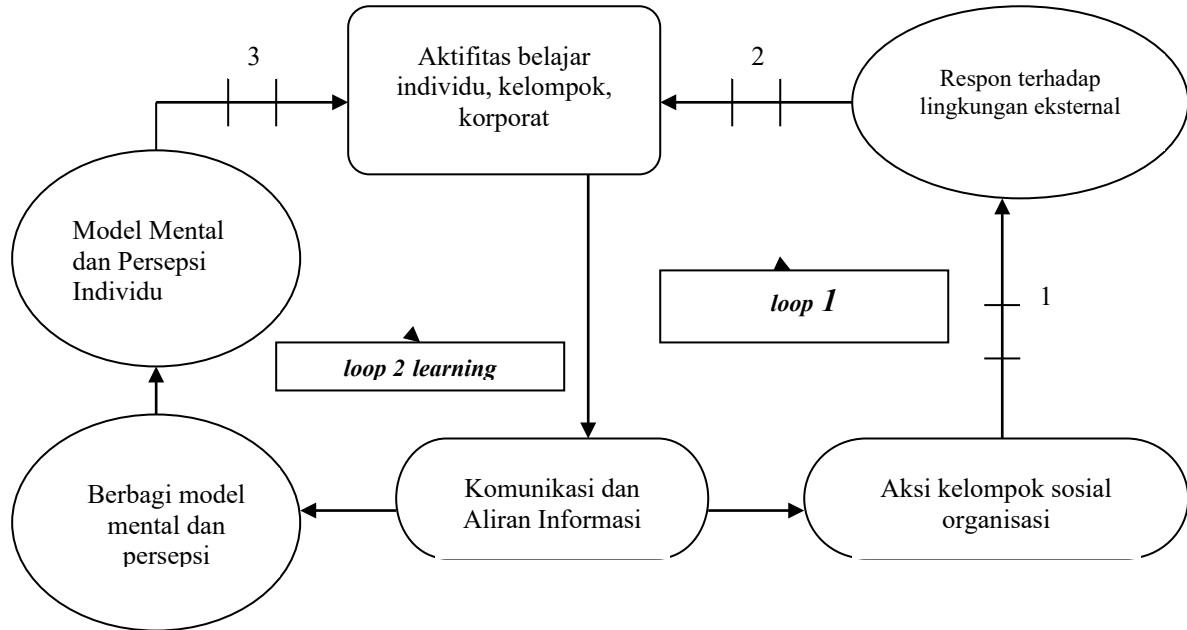 3
Aktifitas belajar
individu, kelompok,
korporat
2
Respon terhadap
lingkungan eksternal
Model Mental
dan Persepsi
Individu
loop 1
1
loop 2 learning
Berbagi model
mental dan
persepsi
Komunikasi dan
Aliran Informasi
Aksi kelompok sosial
organisasi